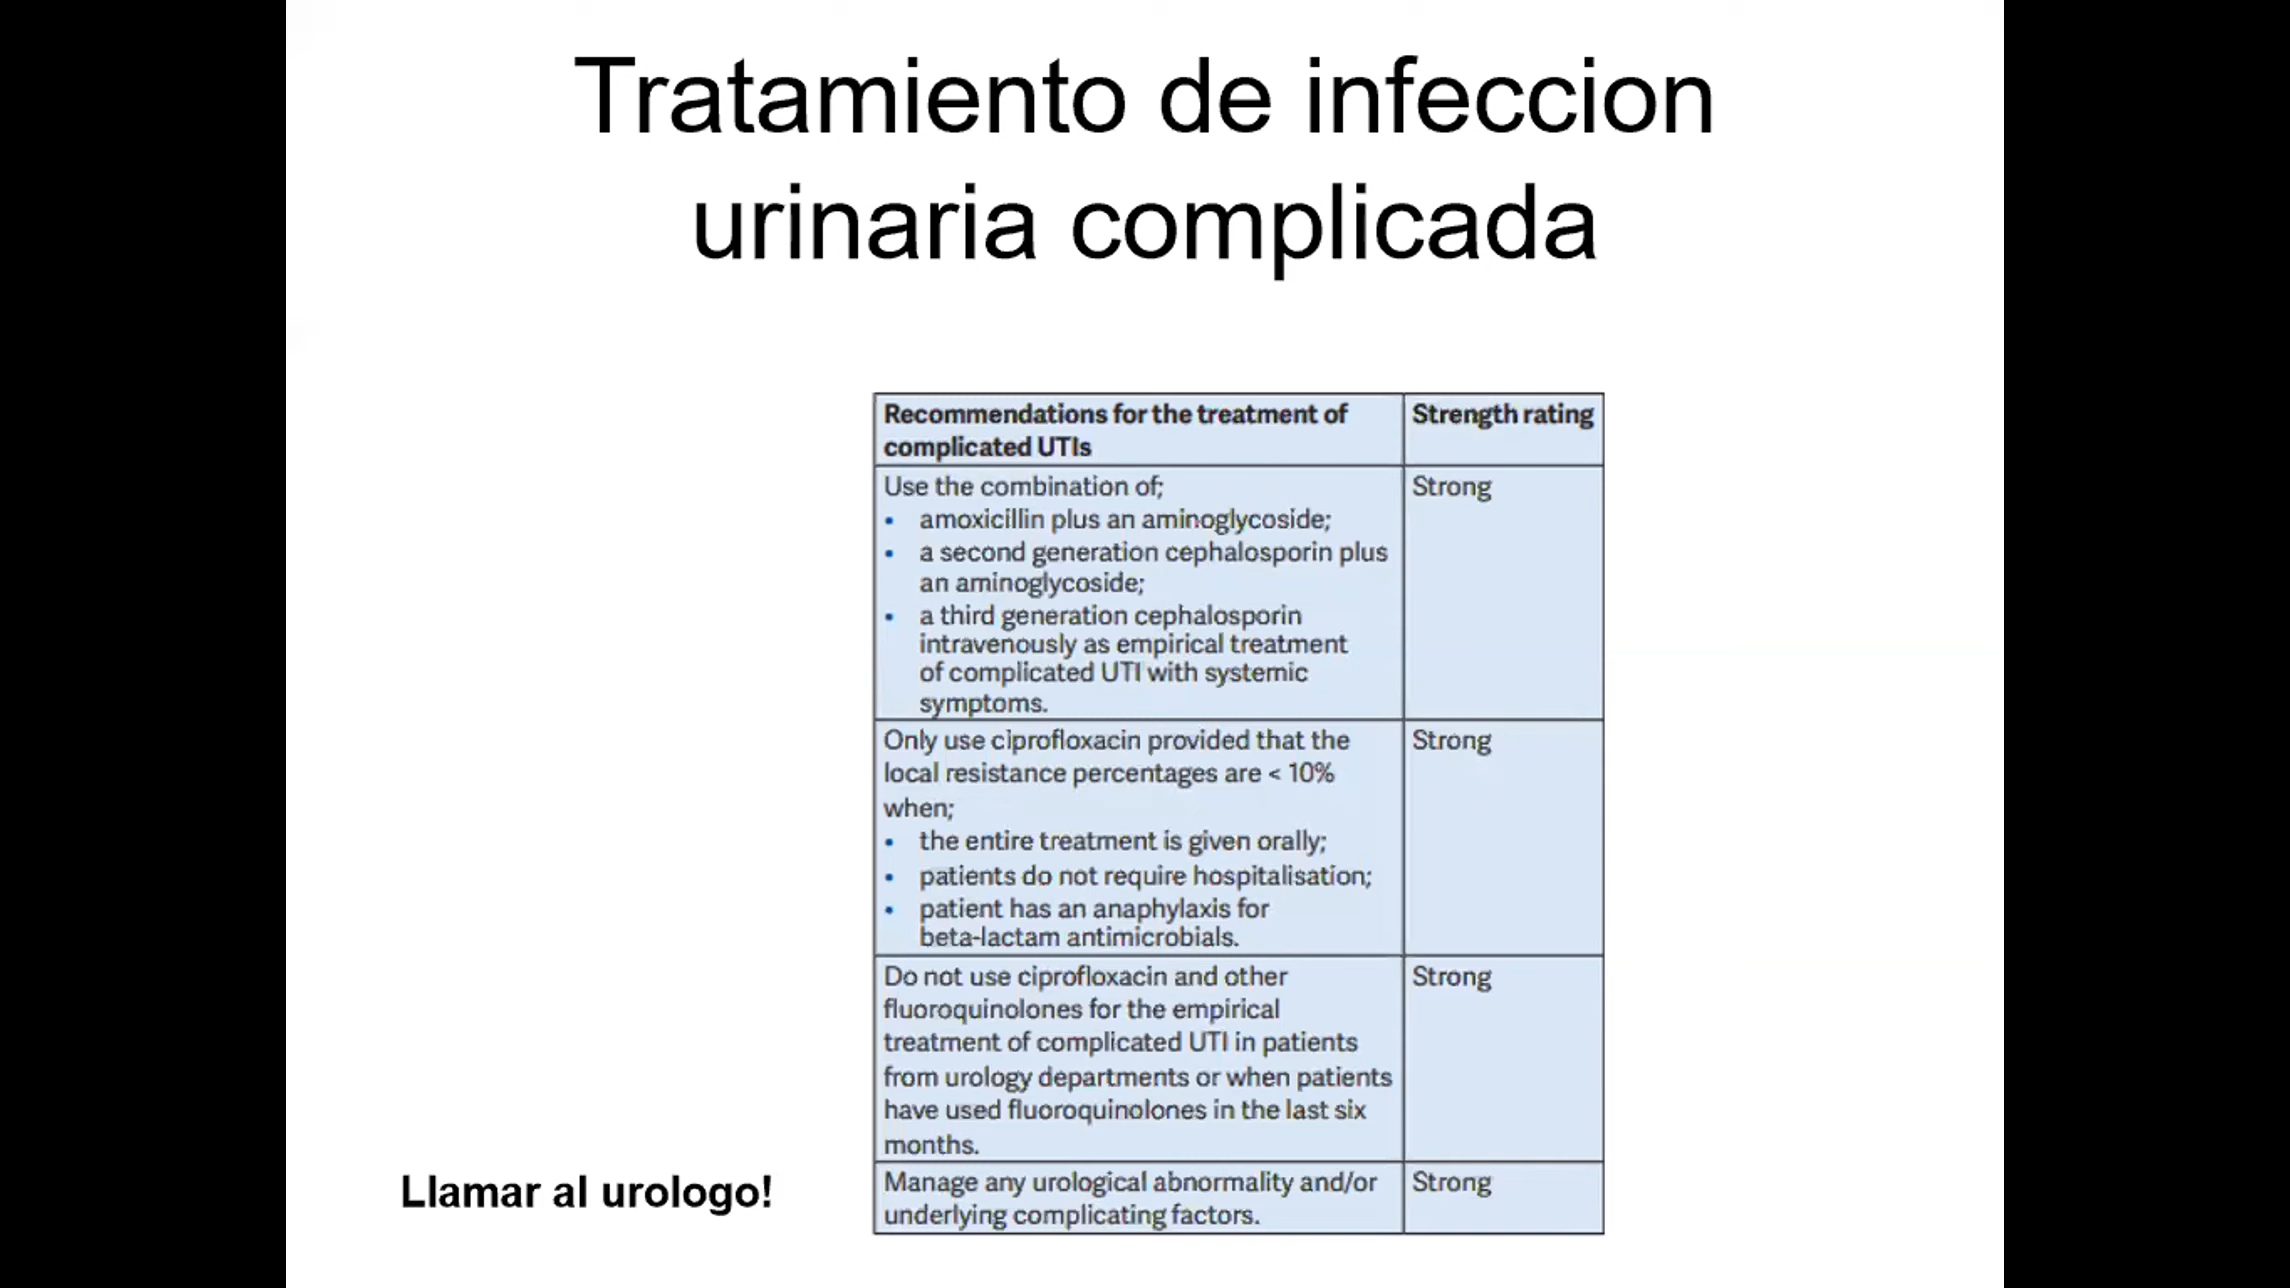 Tratamiento de infeccion
urinaria complicada
Recommendations for the treatment of
complicated UTIs
Strength rating
Use the combination of;
• amoxicillin plus an aminoglycoside;
• a second generation cephalosporin plus
an aminoglycoside;
• a third generation cephalosporin
intravenously as empirical treatment
of complicated UTI with systemic
symptoms.
Strong
Only use ciprofloxacin provided that the
local resistance percentages are < 10%
when;
• the entire treatment is given orally;
• patients do not require hospitalisation;
• patient has an anaphylaxis for
beta-lactam antimicrobials.
Strong
Do not use ciprofloxacin and other
fluoroquinolones for the empirical
treatment of complicated UTI in patients
from urology departments or when patients
have used fluoroquinolones in the last six
months.
Strong
Manage any urological abnormality and/or
underlying complicating factors.
Strong
Llamar al urologo!